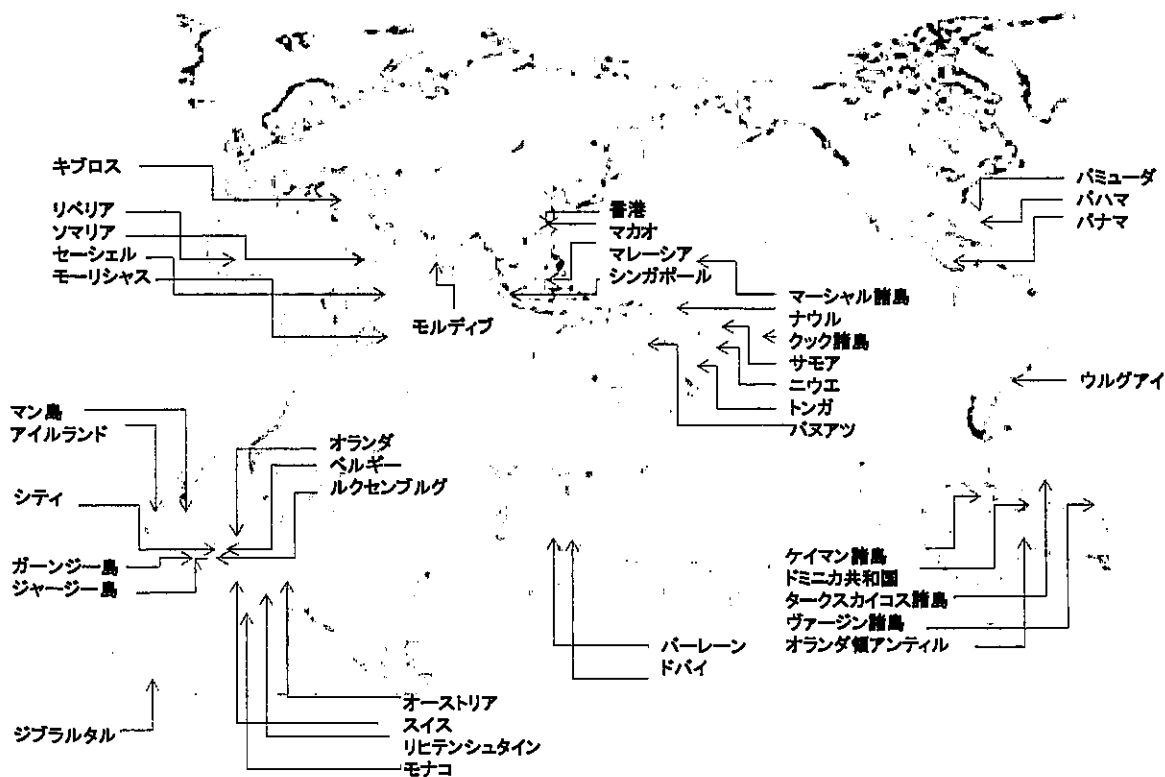 キプロス
リベリア
ソマリア
セーシェル
モーリシャス
モルディブ
香港
マカオ
マレーシア
シンガポール
マーシャル諸島
ナウル
クック諸島
サモア
ニウエ
トンガ
バヌアツ
バミューダ
バハマ
パナマ
ウルグアイ
マン島
アイルランド
シティ
ガーンジー島
ジャージー島
ジブラルタル
オランダ
ベルギー
ルクセンブルグ
オーストリア
スイス
リヒテンシュタイン
モナコ
バーレーン
ドバイ
ケイマン諸島
ドミニカ共和国
タークスカイコス諸島
ヴァージン諸島
オランダ領アンティル